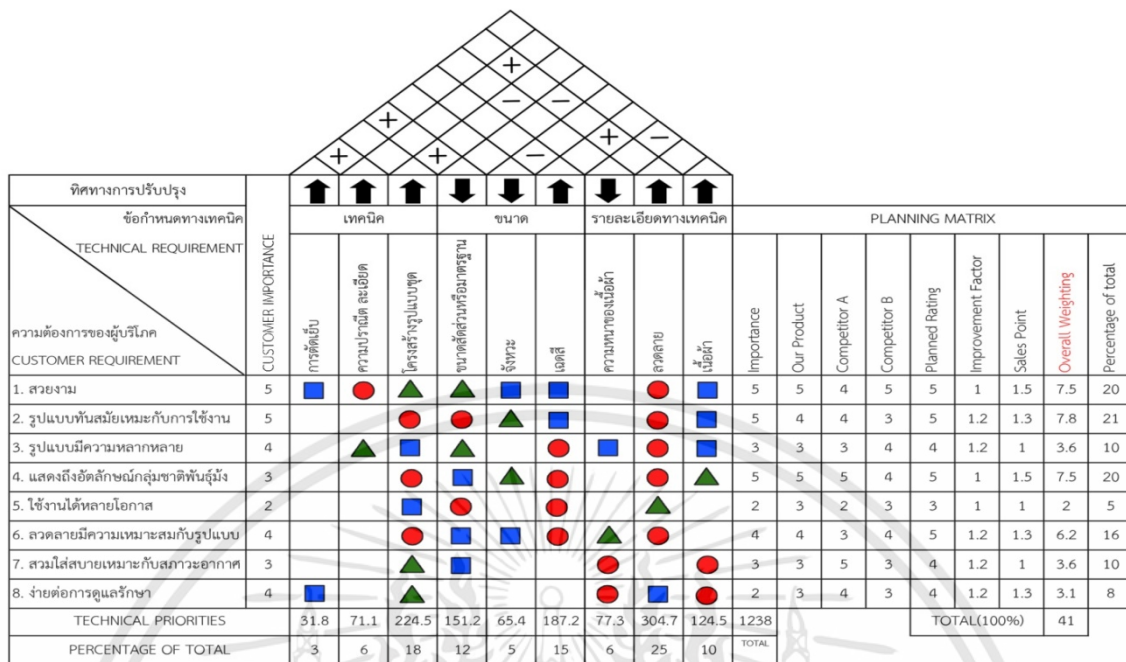 +
− −
+ + −
+ + −
ทิศทางการปรับปรุง
ข้อกำหนดทางเทคนิค
TECHNICAL REQUIREMENT
ความต้องการของผู้บริโภค
CUSTOMER REQUIREMENT
CUSTOMER IMPORTANCE
เทคนิค ขนาด รายละเอียดทางเทคนิค PLANNING MATRIX
การตัดเย็บ
ความปราณีต ละเอียด
โครงสร้างรูปแบบชุด
ขนาดสัดส่วนหรือมาตรฐาน
จังหวะ
เฉดสี
ความหนาของเนื้อผ้า
ลวดลาย
เนื้อผ้า
Importance
Our Product
Competitor A
Competitor B
Planned Rating
Improvement Factor
Sales Point
Overall Weighting
Percentage of total
1. สวยงาม 5 5 5 4 5 5 1 1.5 7.5 20
2. รูปแบบทันสมัยเหมะกับการใช้งาน 5 5 4 4 3 5 1.2 1.3 7.8 21
3. รูปแบบมีความหลากหลาย 4 3 3 3 4 4 1.2 1 3.6 10
4. แสดงถึงอัตลักษณ์กลุ่มชาติพันธุ์ม้ง 3 5 5 5 4 5 1 1.5 7.5 20
5. ใช้งานได้หลายโอกาส 2 2 3 2 3 3 1 1 2 5
6. ลวดลายมีความเหมาะสมกับรูปแบบ 4 4 4 3 4 5 1.2 1.3 6.2 16
7. สวมใส่สบายเหมาะกับสภาวะอากาศ 3 3 3 5 3 4 1.2 1 3.6 10
8. ง่ายต่อการดูแลรักษา 4 2 3 4 3 4 1.2 1.3 3.1 8
TECHNICAL PRIORITIES 31.8 71.1 224.5 151.2 65.4 187.2 77.3 304.7 124.5 1238 TOTAL(100%) 41
PERCENTAGE OF TOTAL 3 6 18 12 5 15 6 25 10 TOTAL